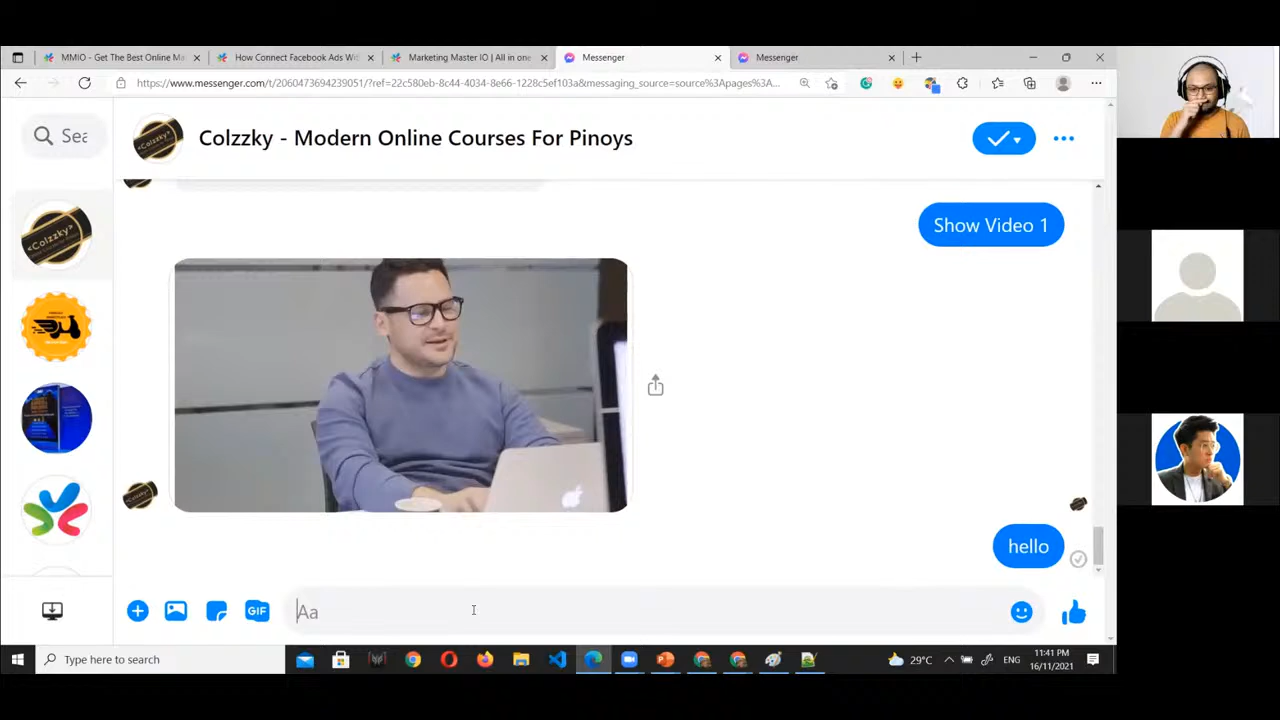 MMIO - Get The Best Online Ma
How Connect Facebook Ads With
Marketing Master IO | All in one
Messenger
Messenger
https://www.messenger.com/t/2060473694239051/?ref=22c580eb-8c44-4034-8e66-1228c5ef103a&messaging_source=source%3Apages%3A...
Sea
Colzzky - Modern Online Courses For Pinoys
Show Video 1
<Colzzky>
hello
GIF
Aa
Type here to search
29°C
ENG
11:41 PM
16/11/2021